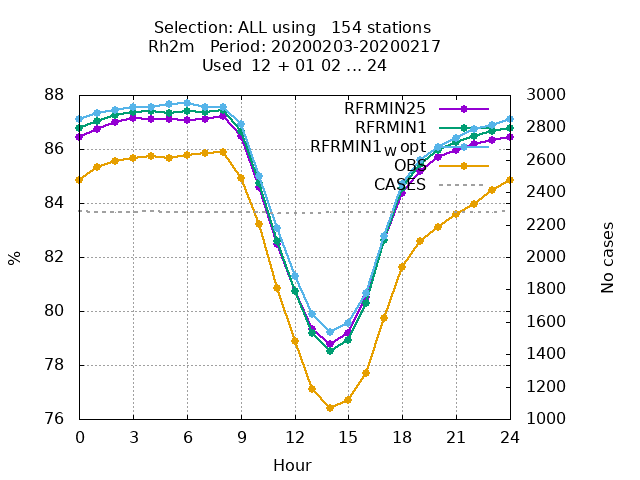 Selection: ALL using   154 stations
Rh2m   Period: 20200203-20200217
Used  12 + 01 02 ... 24
88
86
84
82
80
78
76
%
3000
2800
2600
2400
2200
2000
1800
1600
1400
1200
1000
No cases
RFRMIN25
RFRMIN1
RFRMIN1w opt
OBS
CASES
0 3 6 9 12 15 18 21 24
Hour